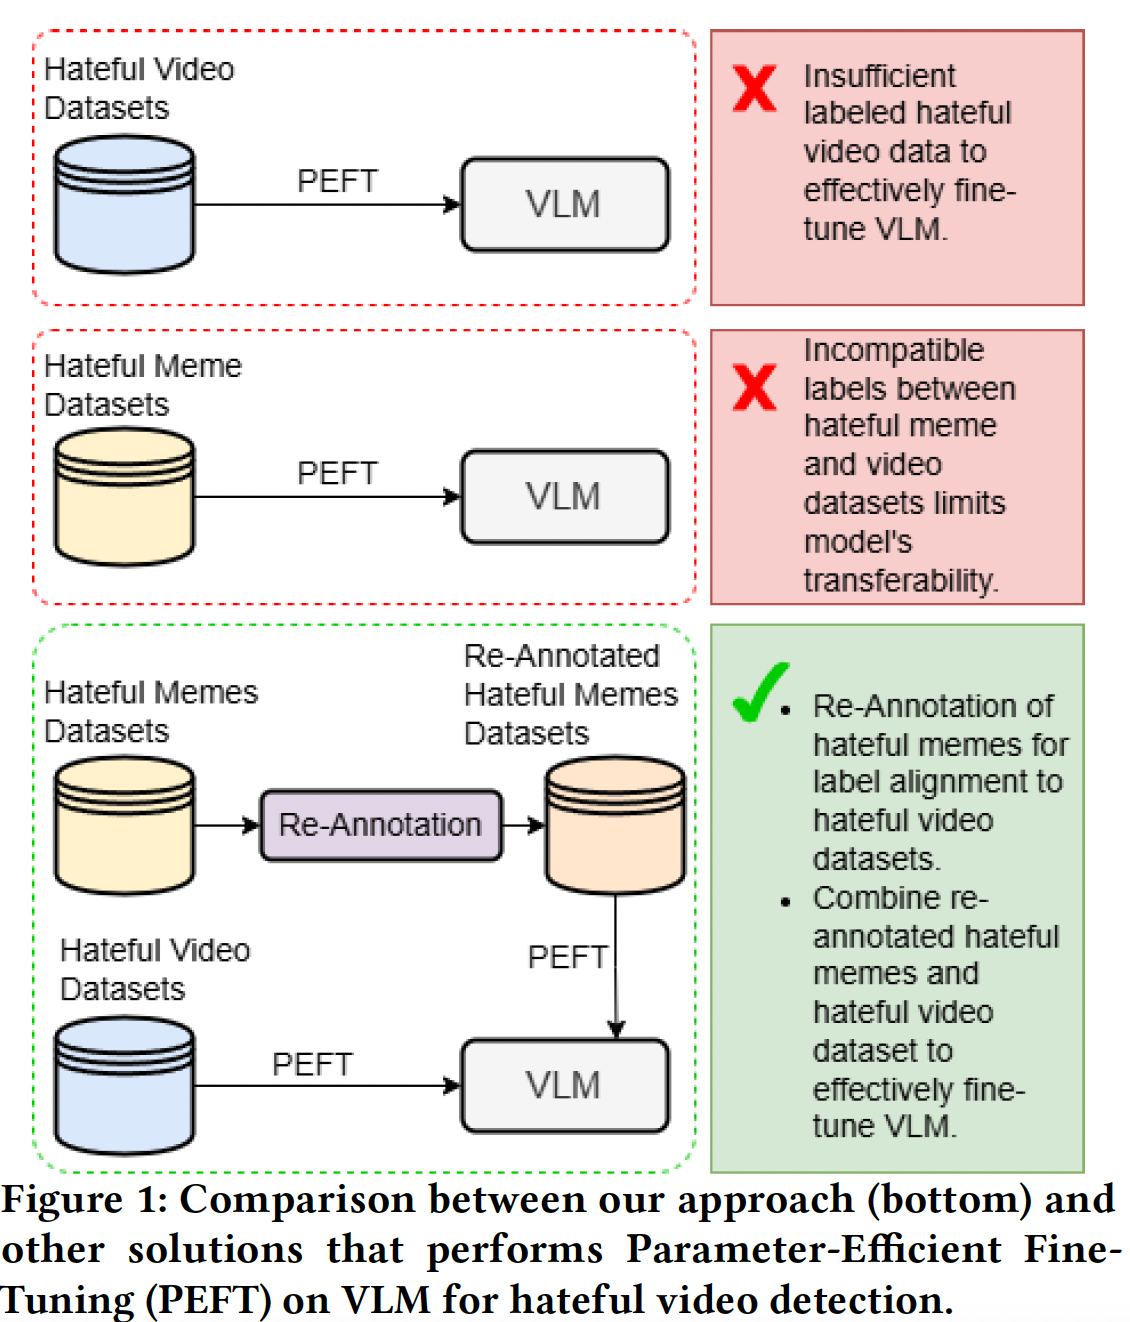 Hateful Video
Datasets
PEFT
VLM
X
Insufficient
labeled hateful
video data to
effectively fine-
tune VLM.
Hateful Meme
Datasets
PEFT
VLM
X
Incompatible
labels between
hateful meme
and video
datasets limits
model's
transferability.
Hateful Memes
Datasets
Re-Annotation
Re-Annotated
Hateful Memes
Datasets
PEFT
Hateful Video
Datasets
PEFT
VLM
• Re-Annotation of
hateful memes for
label alignment to
hateful video
datasets.
• Combine re-
annotated hateful
memes and
hateful video
dataset to
effectively fine-
tune VLM.
Figure 1: Comparison between our approach (bottom) and
other solutions that performs Parameter-Efficient Fine-
Tuning (PEFT) on VLM for hateful video detection.